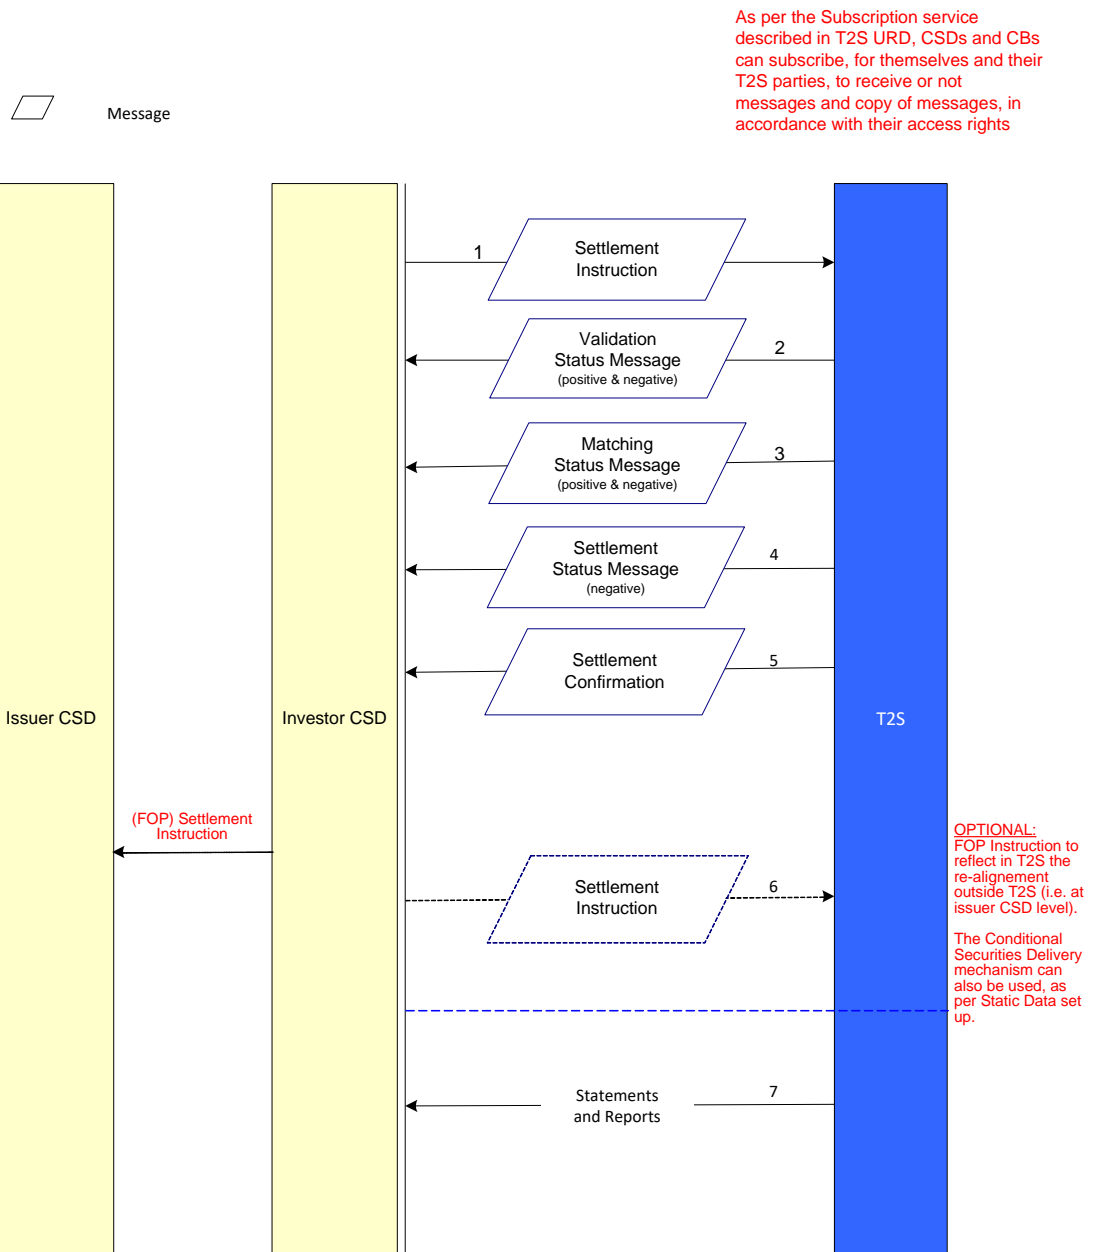 As per the Subscription service
described in T2S URD, CSDs and CBs
can subscribe, for themselves and their
T2S parties, to receive or not
messages and copy of messages, in
accordance with their access rights
Message
1
Settlement
Instruction
Validation
Status Message
(positive & negative)
2
Matching
Status Message
(positive & negative)
3
Settlement
Status Message
(negative)
4
Settlement
Confirmation
5
Issuer CSD
Investor CSD
T2S
(FOP) Settlement
Instruction
Settlement
Instruction
6
OPTIONAL:
FOP Instruction to
reflect in T2S the
re-alignement
outside T2S (i.e. at
issuer CSD level).
The Conditional
Securities Delivery
mechanism can
also be used, as
per Static Data set
up.
Statements
and Reports
7